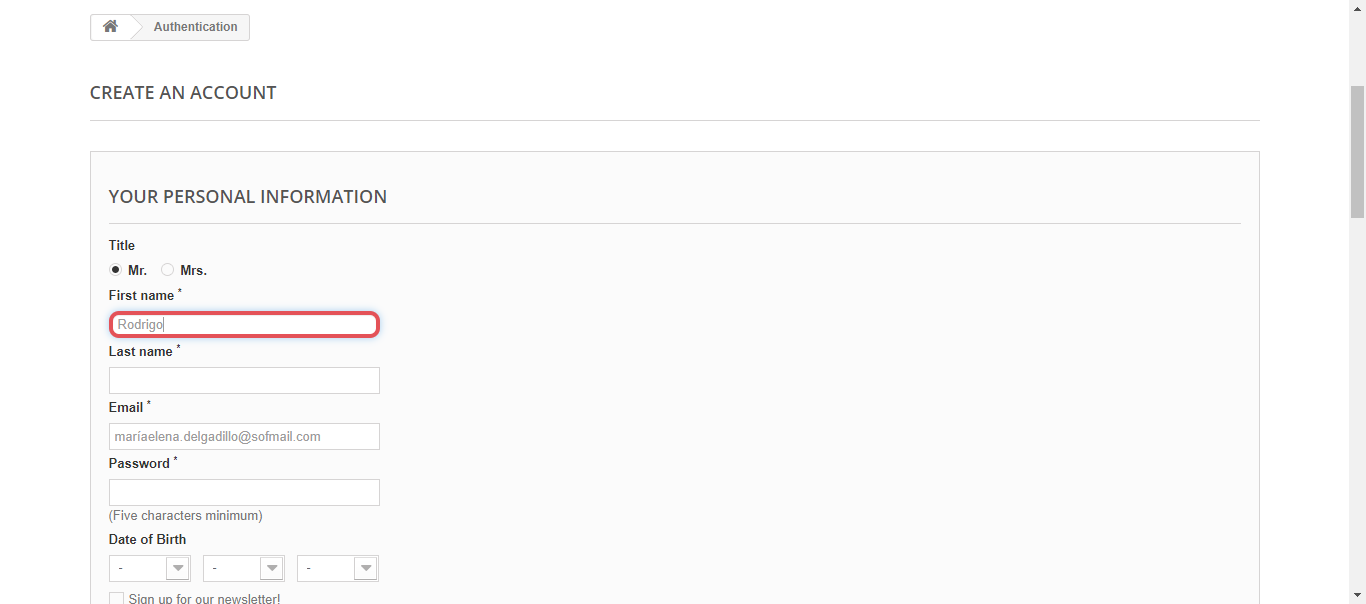 Authentication
CREATE AN ACCOUNT
YOUR PERSONAL INFORMATION
Title
Mr. Mrs.
First name *
Rodrigo
Last name *
Email *
maríaelena.delgadillo@sofmail.com
Password *
(Five characters minimum)
Date of Birth
- - -
Sign up for our newsletter!